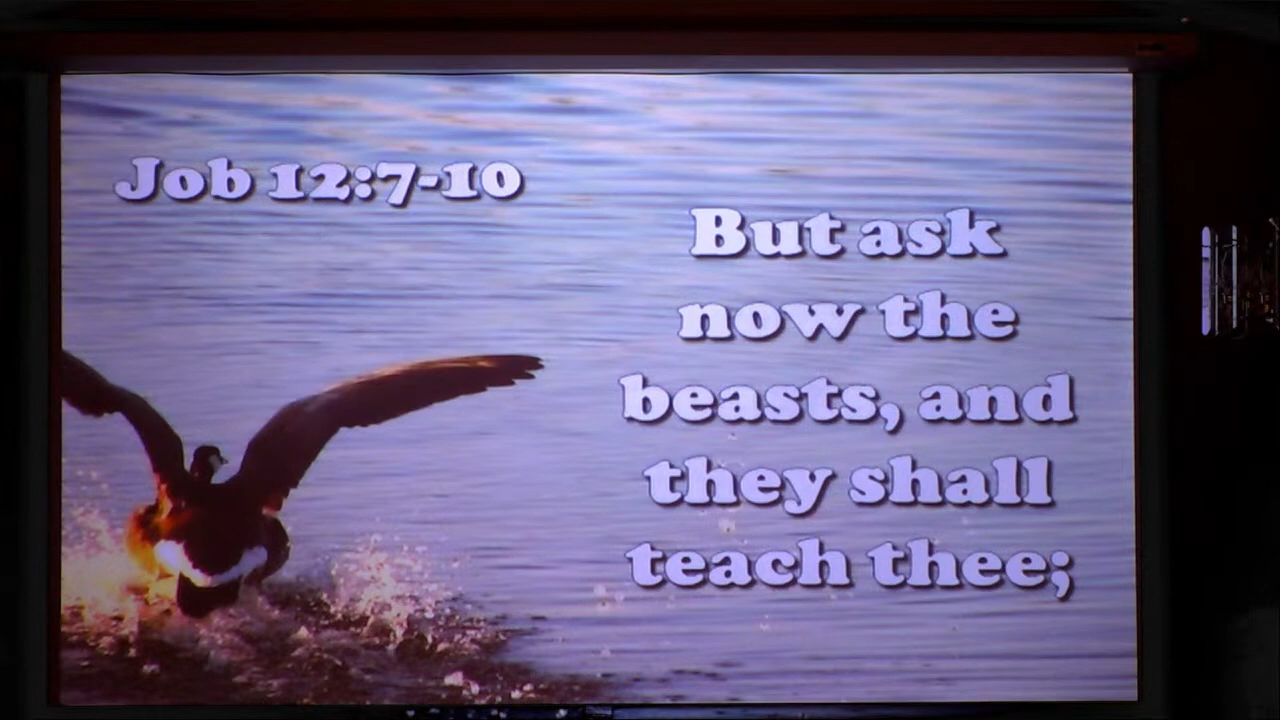 Job 12:7-10
But ask
now the
beasts, and
they shall
teach thee;